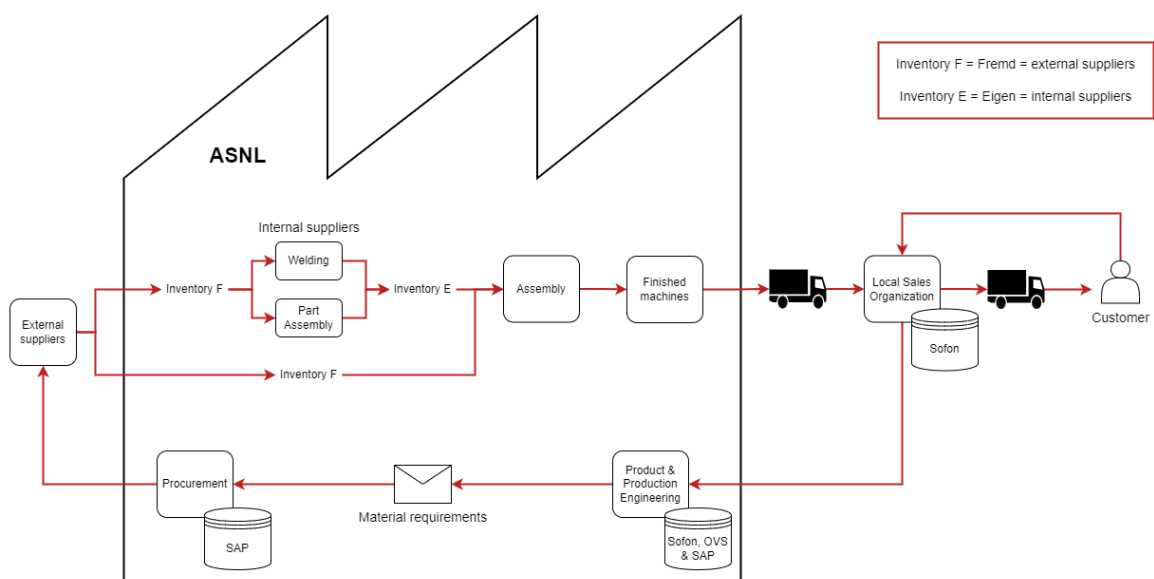 Inventory F = Fremd = external suppliers
Inventory E = Eigen = internal suppliers
ASNL
Internal suppliers
Welding
Inventory F
Part
Assembly
Inventory E
Assembly
Finished
machines
Local Sales
Organization
Sofon
Customer
External
suppliers
Inventory F
Procurement
SAP
Material requirements
Product &
Production
Engineering
Sofon, OVS
& SAP